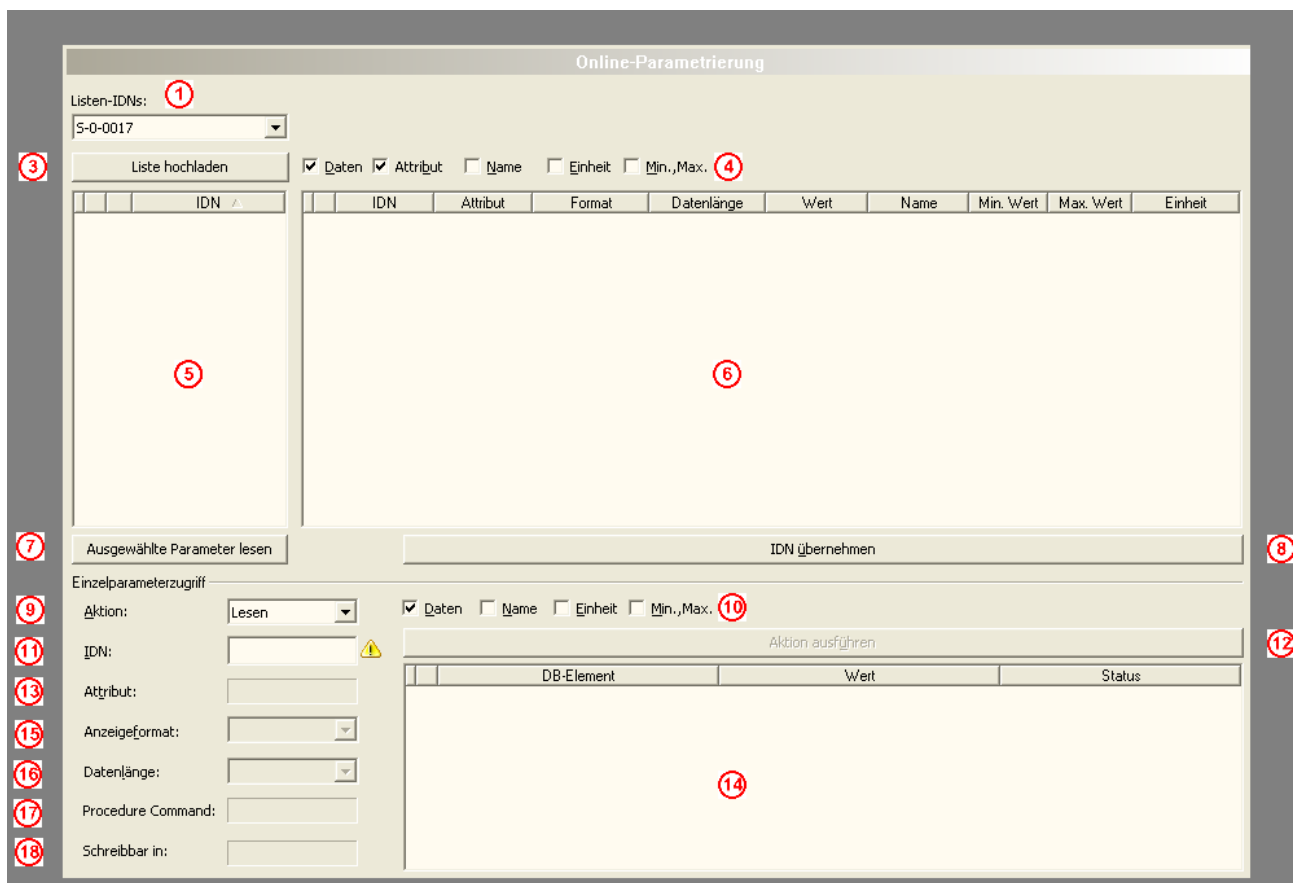 Online-Parametrierung
Listen-IDNs: 1
S-0-0017
3 Liste hochladen Daten Attribut Name Einheit Min.,Max. 4
IDN IDN Attribut Format Datenlänge Wert Name Min. Wert Max. Wert Einheit
5 6
7 Ausgewählte Parameter lesen IDN übernehmen 8
Einzelparameterzugriff
9 Aktion: Lesen Daten Name Einheit Min.,Max. 10
11 IDN: Aktion ausführen 12
DB-Element Wert Status
13 Attribut:
15 Anzeigeformat:
16 Datenlänge:
14
17 Procedure Command:
18 Schreibbar in: